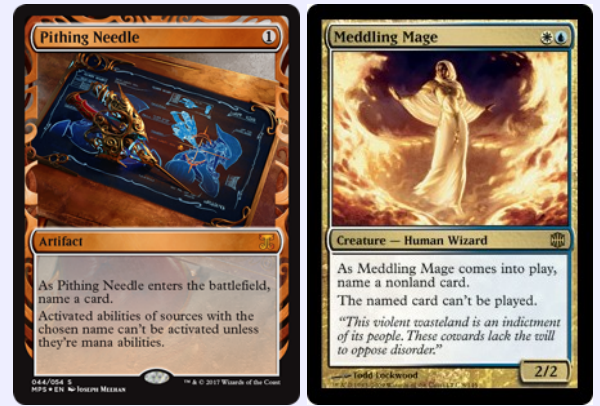 Pithing Needle
1
Artifact
As Pithing Needle enters the battlefield,
name a card.
Activated abilities of sources with the
chosen name can't be activated unless
they're mana abilities.
044/054 S
MPS ★ EN JOSEPH MEEHAN
™ & © 2017 Wizards of the Coast
Meddling Mage
Creature — Human Wizard
As Meddling Mage comes into play,
name a nonland card.
The named card can't be played.
“This violent wasteland is an indictment
of its people. These cowards lack the will
to oppose disorder.”
Todd Lockwood
2/2